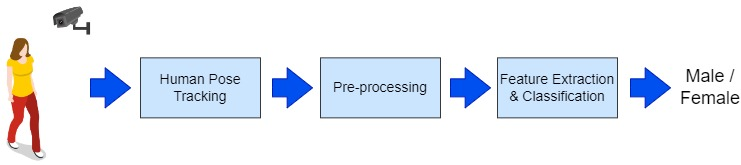 Human Pose
Tracking
Pre-processing
Feature Extraction
& Classification
Male /
Female